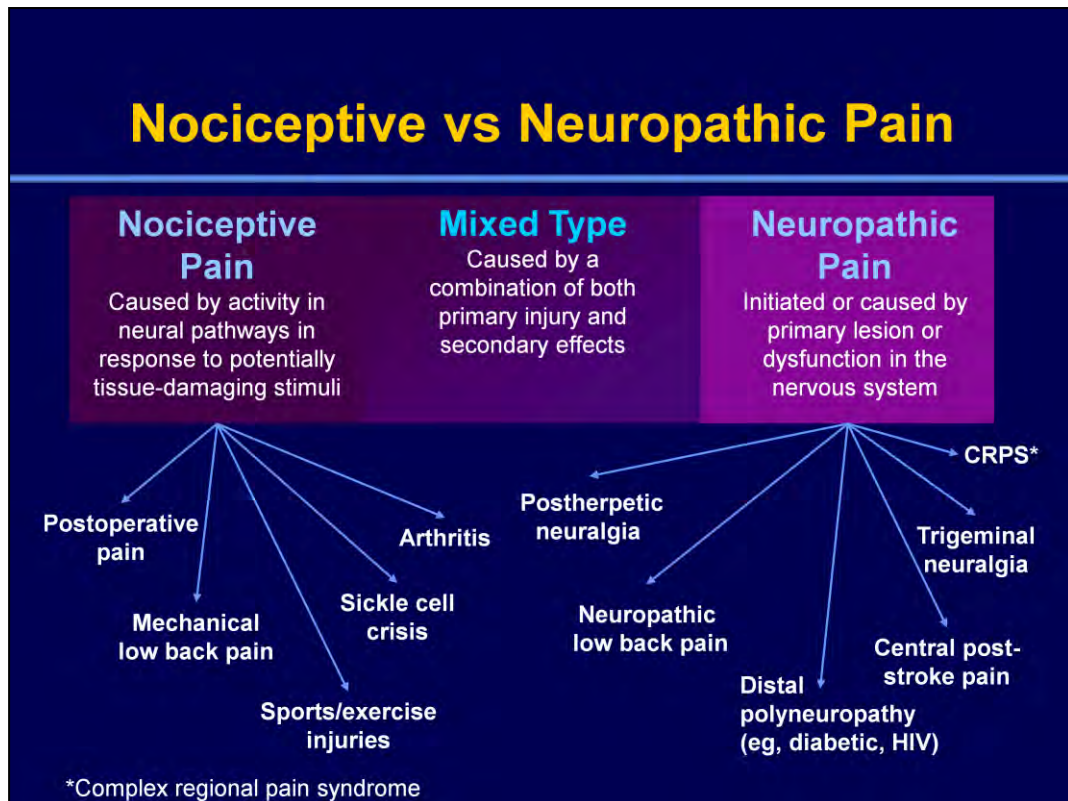 Nociceptive vs Neuropathic Pain
Nociceptive
Pain
Caused by activity in
neural pathways in
response to potentially
tissue-damaging stimuli
Mixed Type
Caused by a
combination of both
primary injury and
secondary effects
Neuropathic
Pain
Initiated or caused by
primary lesion or
dysfunction in the
nervous system
Postoperative
pain
Mechanical
low back pain
Sports/exercise
injuries
Sickle cell
crisis
Arthritis
Postherpetic
neuralgia
Neuropathic
low back pain
Distal
polyneuropathy
(eg, diabetic, HIV)
Central post-
stroke pain
Trigeminal
neuralgia
CRPS*
*Complex regional pain syndrome